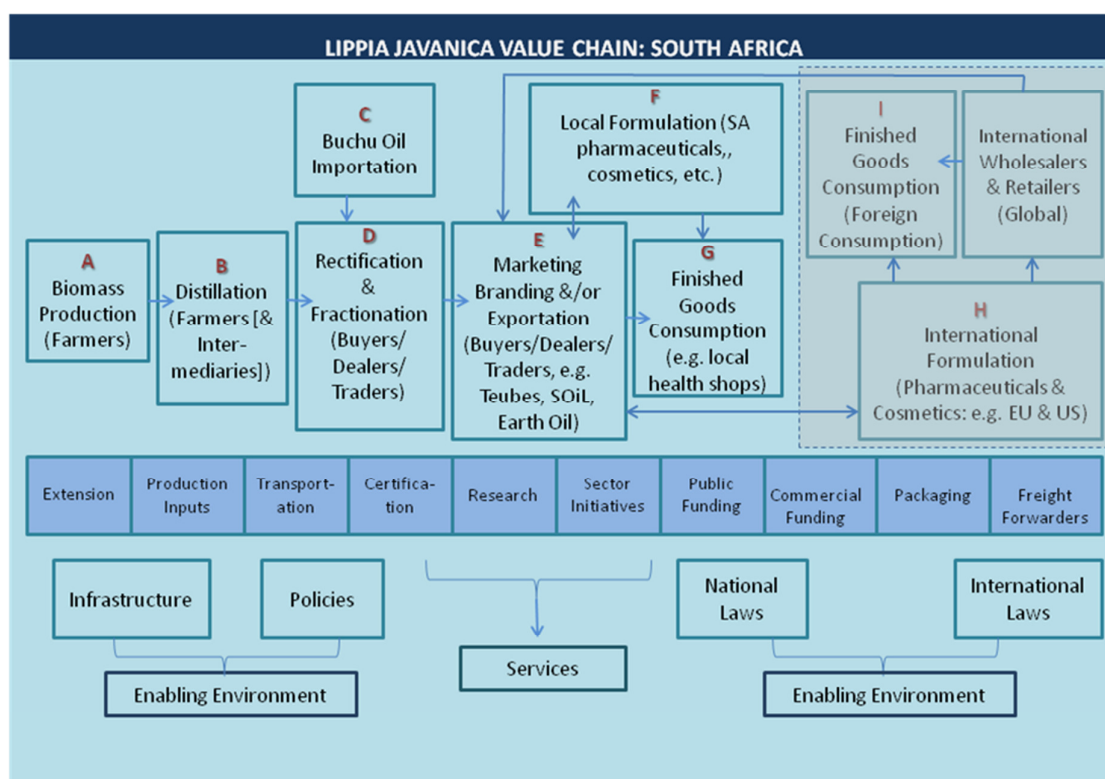 LIPPIA JAVANICA VALUE CHAIN: SOUTH AFRICA
A
Biomass
Production
(Farmers)
B
Distillation
(Farmers [&
Inter-
mediaries])
C
Buchu Oil
Importation
D
Rectification
&
Fractionation
(Buyers/
Dealers/
Traders)
E
Marketing
Branding &/or
Exportation
(Buyers/Dealers/
Traders, e.g.
Teubes, SOiL,
Earth Oil)
F
Local Formulation (SA
pharmaceuticals,,
cosmetics, etc.)
G
Finished
Goods
Consumption
(e.g. local
health shops)
I
Finished
Goods
Consumption
(Foreign
Consumption)
International
Wholesalers
& Retailers
(Global)
H
International
Formulation
(Pharmaceuticals &
Cosmetics: e.g. EU & US)
Extension
Production
Inputs
Transport-
ation
Certifica-
tion
Research
Sector
Initiatives
Public
Funding
Commercial
Funding
Packaging
Freight
Forwarders
Infrastructure
Policies
National
Laws
International
Laws
Enabling Environment
Services
Enabling Environment